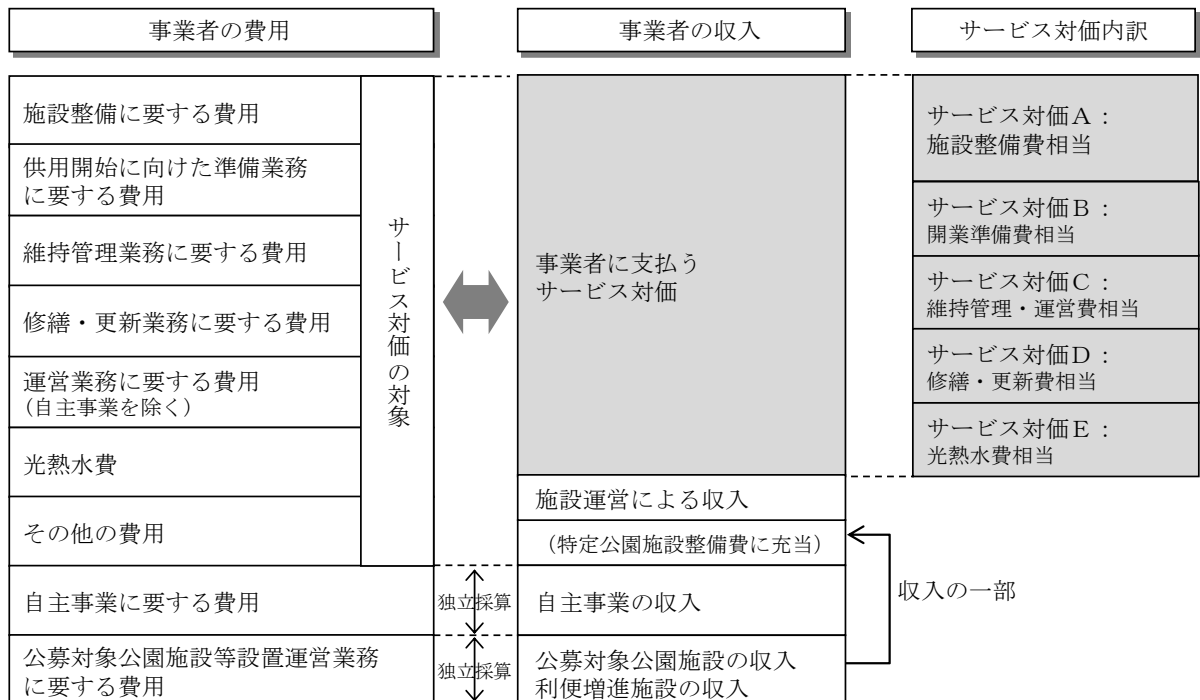 事業者の費用
事業者の収入
サービス対価内訳
施設整備に要する費用
供用開始に向けた準備業務
に要する費用
維持管理業務に要する費用
修繕・更新業務に要する費用
運営業務に要する費用
(自主事業を除く)
光熱水費
その他の費用
サービス対価の対象
自主事業に要する費用
公募対象公園施設等設置運営業務
に要する費用
独立採算
独立採算
事業者に支払う
サービス対価
施設運営による収入
(特定公園施設整備費に充当)
自主事業の収入
公募対象公園施設の収入
利便増進施設の収入
収入の一部
サービス対価A:
施設整備費相当
サービス対価B:
開業準備費相当
サービス対価C:
維持管理・運営費相当
サービス対価D:
修繕・更新費相当
サービス対価E:
光熱水費相当